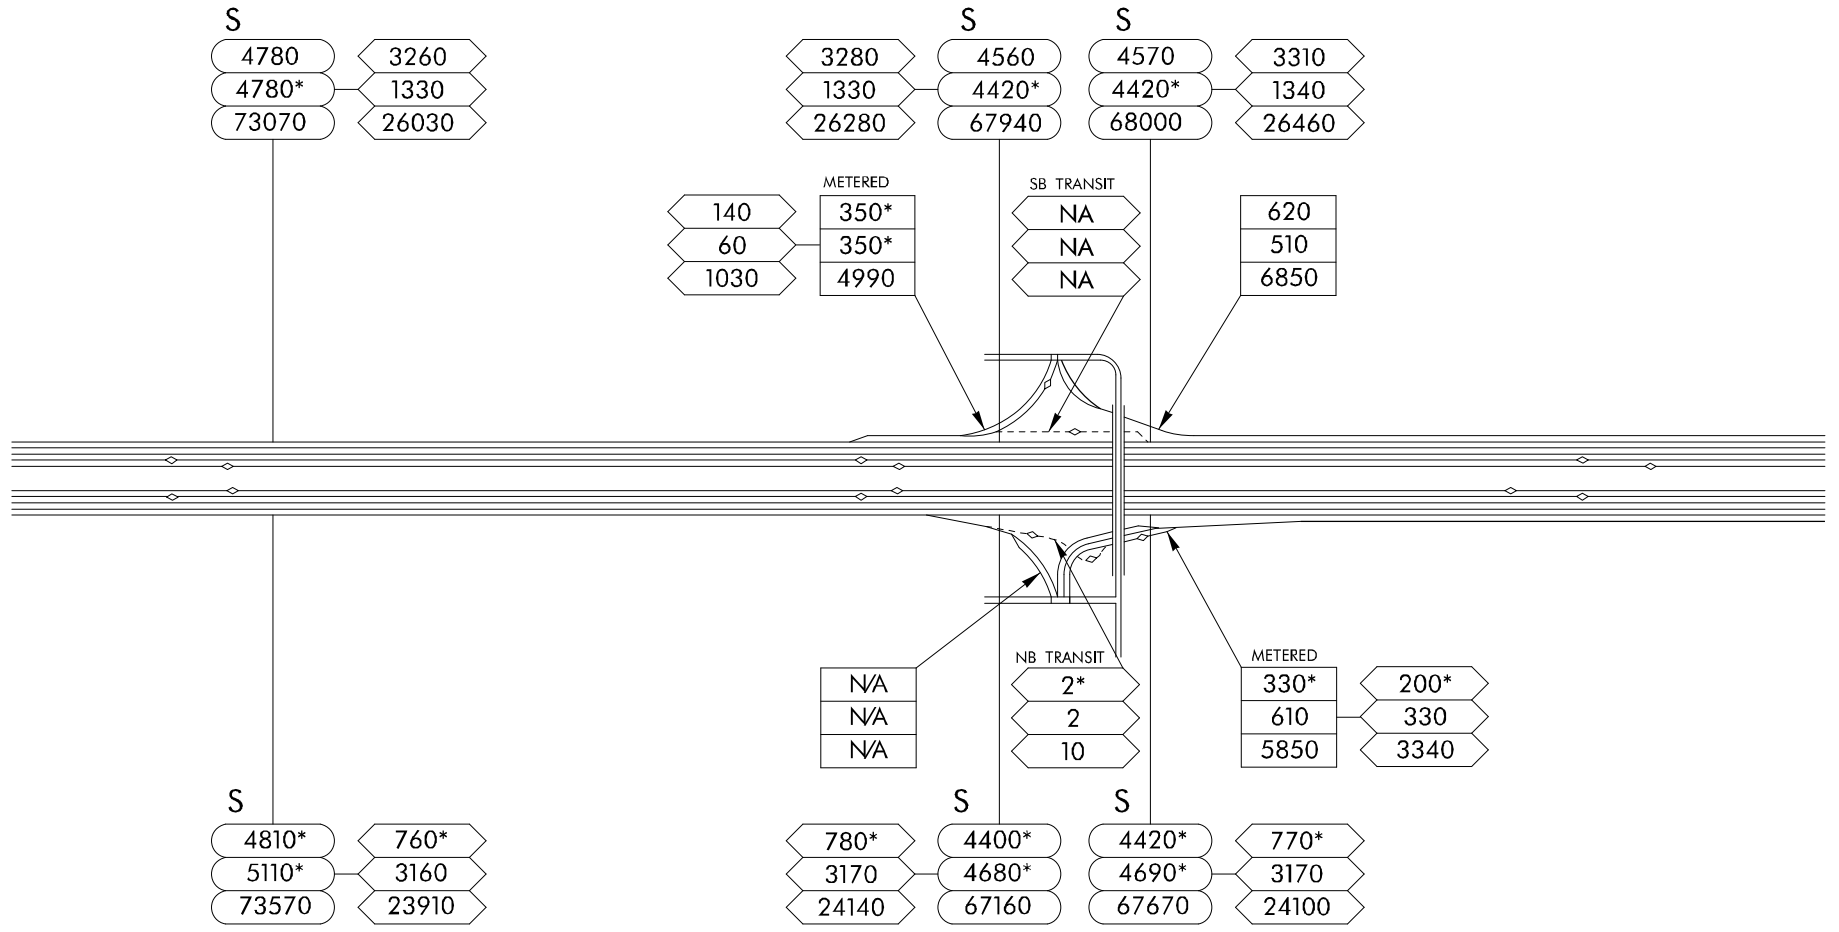 S
S
S
4780 3260
4780* 1330
73070 26030
3280 4560
1330 4420*
26280 67940
4570 3310
4420* 1340
68000 26460
METERED
140 350*
60 350*
1030 4990
SB TRANSIT
NA
NA
NA
620
510
6850
N/A
N/A
N/A
NB TRANSIT
2*
2
10
METERED
330* 200*
610 330
5850 3340
S
S
S
4810* 760*
5110* 3160
73570 23910
780* 4400*
3170 4680*
24140 67160
4420* 770*
4690* 3170
67670 24100